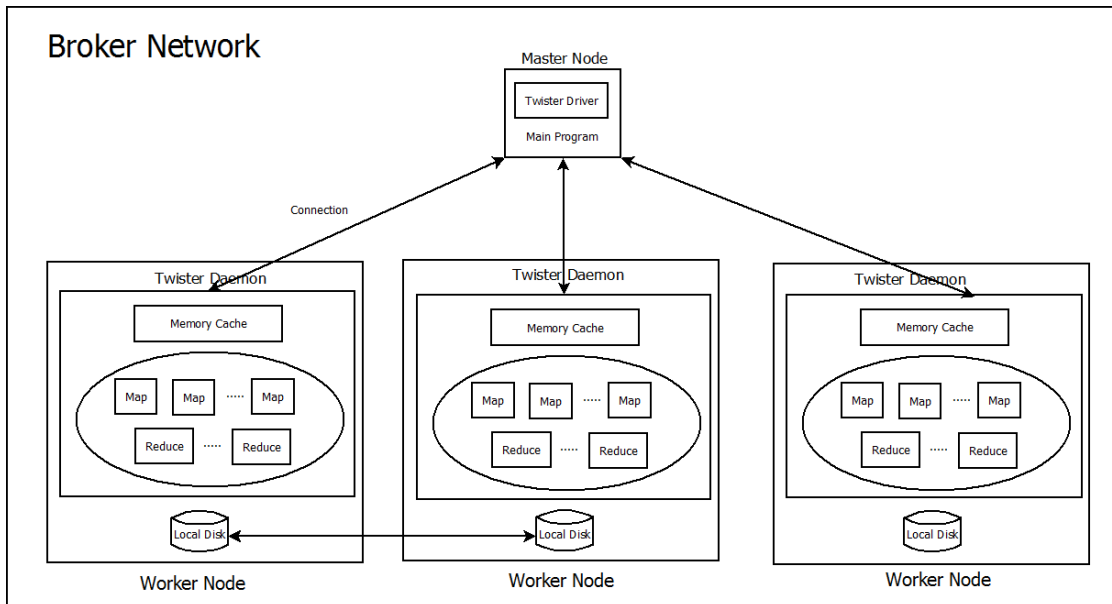 Broker Network
Master Node
Twister Driver
Main Program
Connection
Twister Daemon
Memory Cache
Map
Map
.....
Map
Reduce
.....
Reduce
Local Disk
Worker Node
Twister Daemon
Memory Cache
Map
Map
.....
Map
Reduce
.....
Reduce
Local Disk
Worker Node
Twister Daemon
Memory Cache
Map
Map
.....
Map
Reduce
.....
Reduce
Local Disk
Worker Node